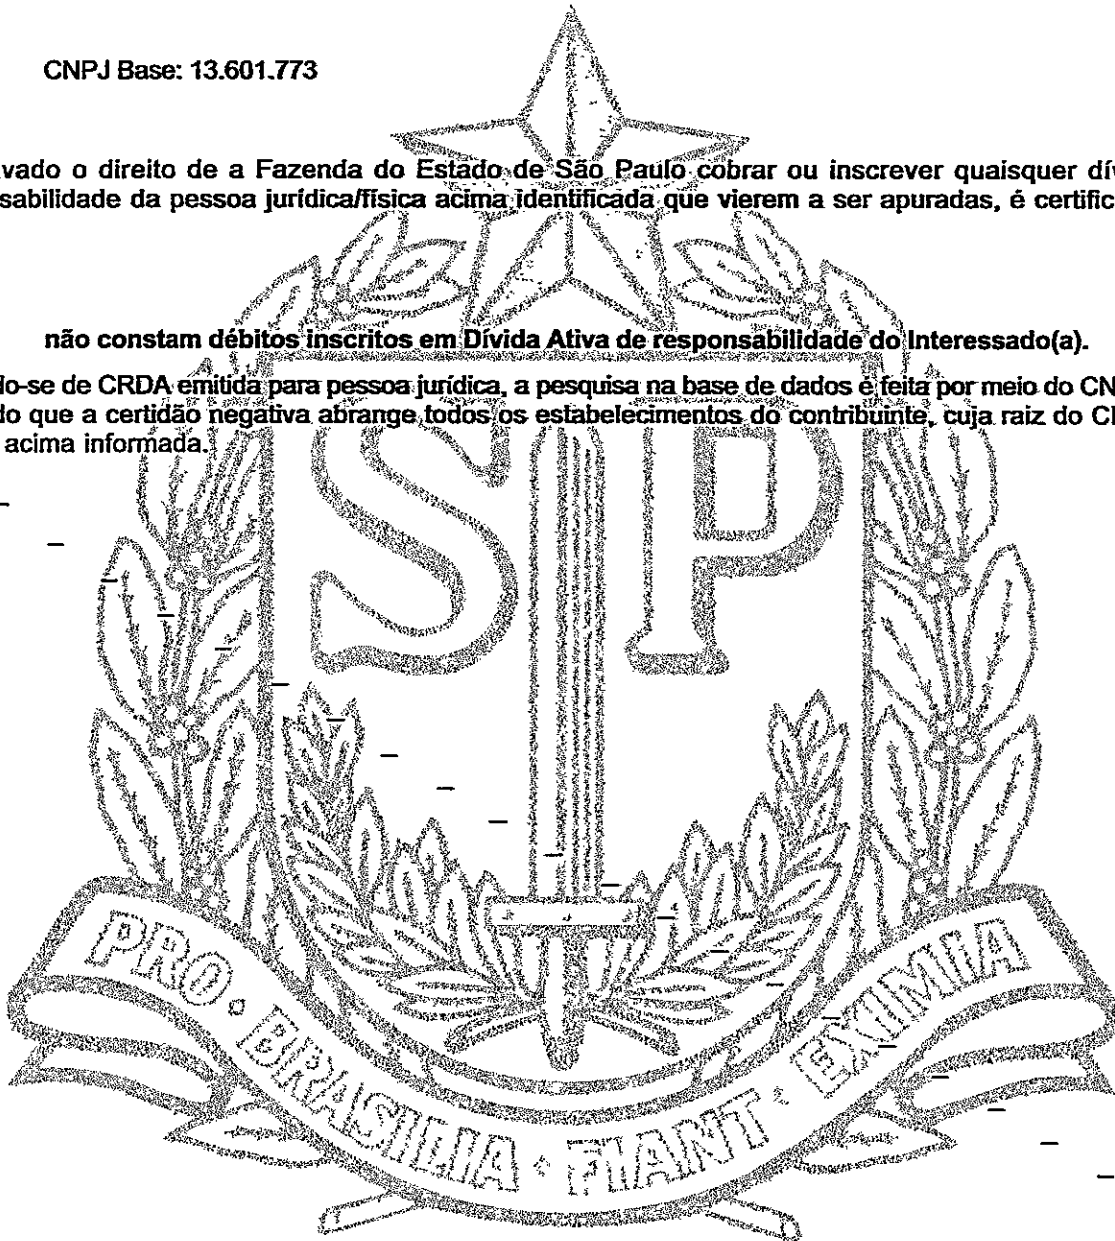 CNPJ Base: 13.601.773
vado o direito de a Fazenda do Estado de São Paulo cobrar ou inscrever quaisquer dív
sabilidade da pessoa jurídica/física acima identificada que vierem a ser apuradas, é certific
não constam débitos inscritos em Dívida Ativa de responsabilidade do Interessado(a).
do-se de CRDA emitida para pessoa jurídica, a pesquisa na base de dados é feita por meio do CN
do que a certidão negativa abrange todos os estabelecimentos do contribuinte, cuja raiz do C
acima informada.
S P
PRO · BRASILIA · FIANT · EXIMIA